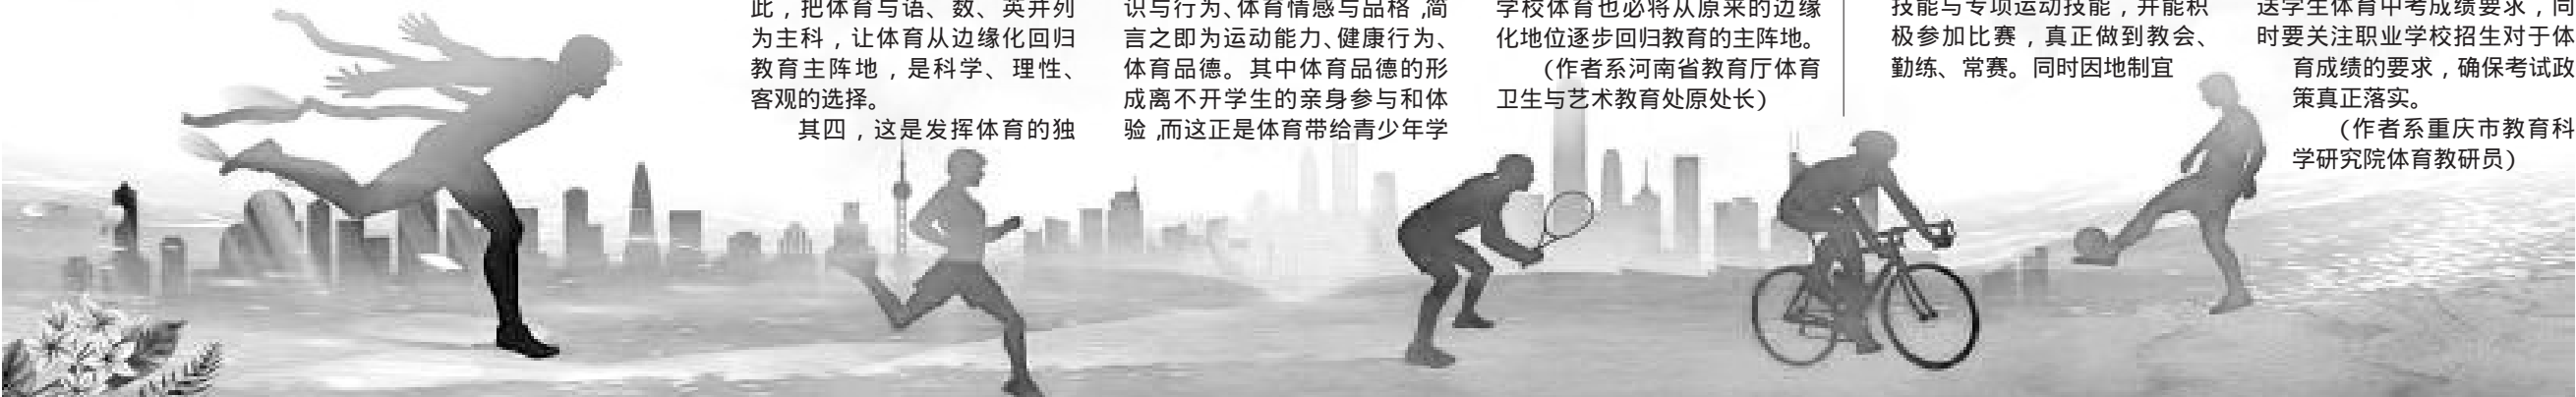 此，把体育与语、数、英并列
为主科，让体育从边缘化回归
教育主阵地，是科学、理性、
客观的选择。
其四，这是发挥体育的独
识与行为、体育情感与品格,简
言之即为运动能力、健康行为、
体育品德。其中体育品德的形
成离不开学生的亲身参与和体
验,而这正是体育带给青少年学
学校体育也必将从原来的边缘
化地位逐步回归教育的主阵地。
(作者系河南省教育厅体育
卫生与艺术教育处原处长)
技能与专项运动技能，并能积
极参加比赛，真正做到教会、
勤练、常赛。同时因地制宜
送学生体育中考成绩要求，同
时要关注职业学校招生对于体
育成绩的要求，确保考试政
策真正落实。
(作者系重庆市教育科
学研究院体育教研员)